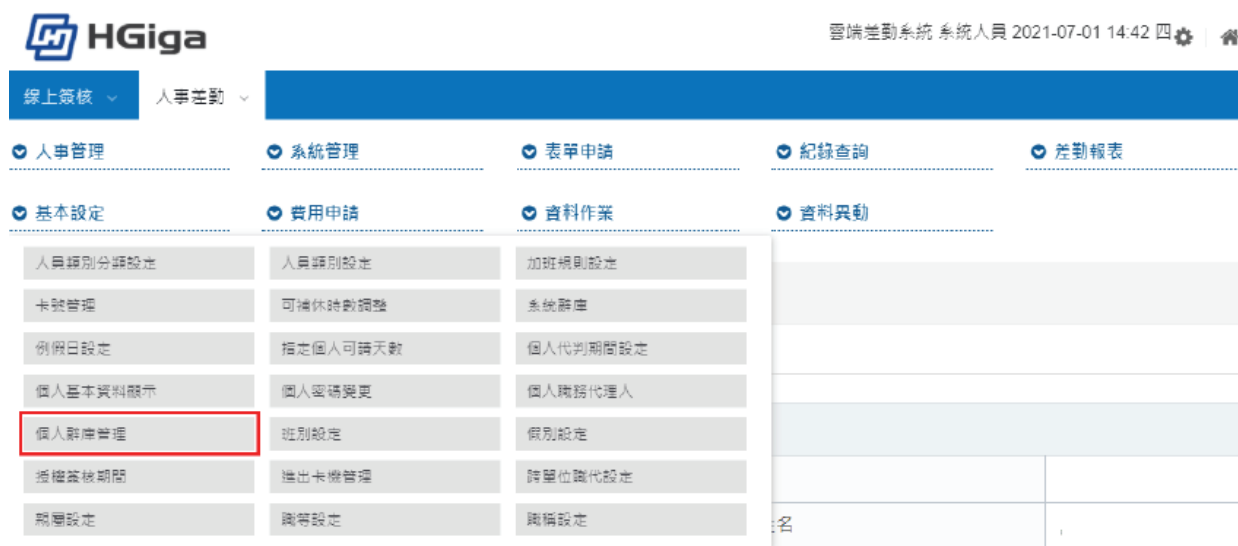 HGiga
雲端差勤系統 系統人員 2021-07-01 14:42 四
線上簽核 人事差勤
人事管理 系統管理 表單申請 紀錄查詢 差勤報表
基本設定 費用申請 資料作業 資料異動
人員類別分類設定 人員類別設定 加班規則設定
卡號管理 可補休時數調整 系統辭庫
例假日設定 指定個人可請天數 個人代判期間設定
個人基本資料顯示 個人密碼變更 個人職務代理人
個人辭庫管理 班別設定 假別設定
授權簽核期間 進出卡機管理 跨單位職代設定
親層設定 職等設定 職稱設定
名